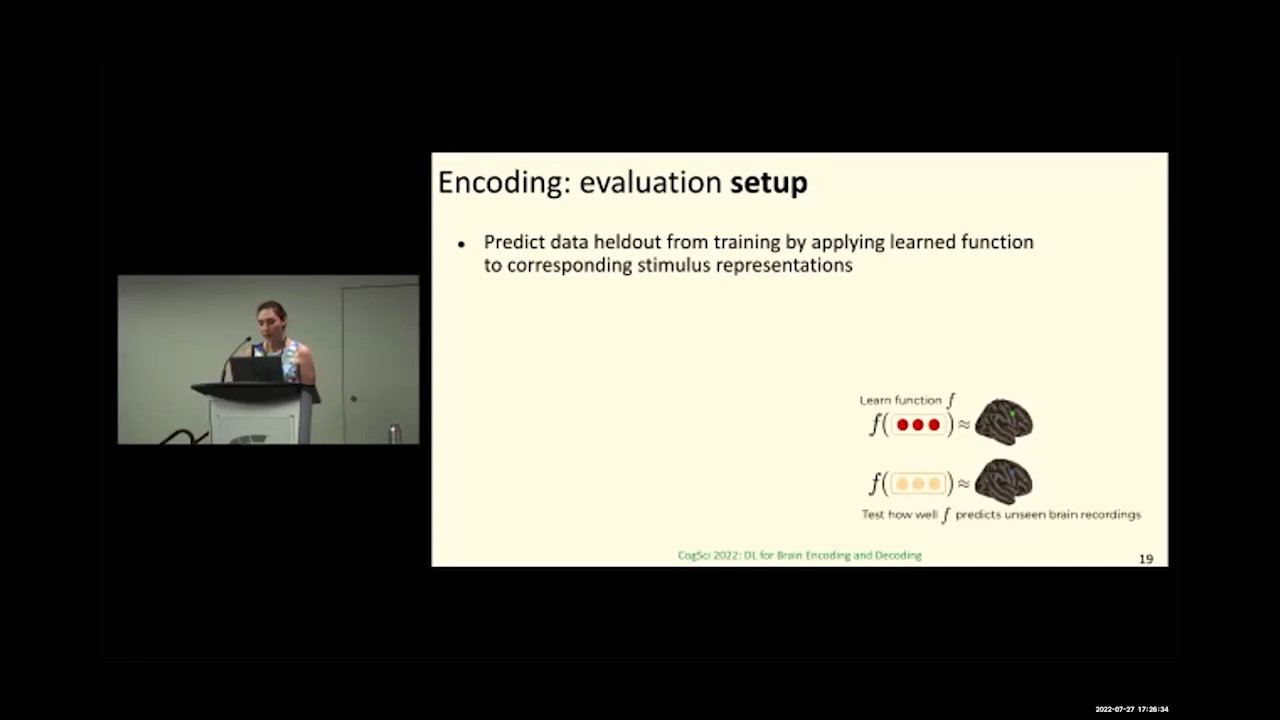 Encoding: evaluation setup
• Predict data heldout from training by applying learned function
to corresponding stimulus representations
Learn function f
f( ) ≈
f( ) ≈
Test how well f predicts unseen brain recordings
CogSci 2022: DL for Brain Encoding and Decoding
19
2022-07-27 17:26:34